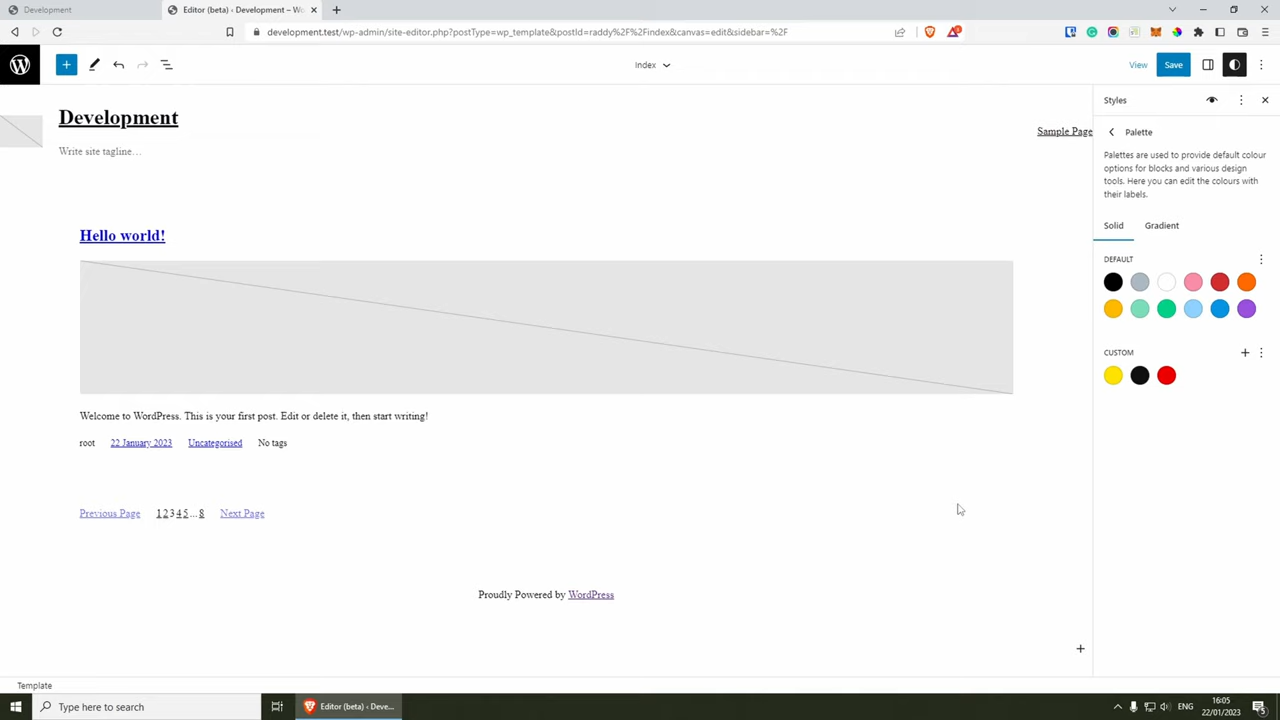 Development
Editor (beta) ‹ Development – Wo
development.test/wp-admin/site-editor.php?postType=wp_template&postId=raddy%2F%2Findex&canvas=edit&sidebar=%2F
Index
View
Save
Development
Write site tagline…
Sample Page
Hello world!
Welcome to WordPress. This is your first post. Edit or delete it, then start writing!
root 22 January 2023 Uncategorised No tags
Previous Page 1 2 3 4 5 … 8 Next Page
Proudly Powered by WordPress
Styles
Palette
Palettes are used to provide default colour
options for blocks and various design
tools. Here you can edit the colours with
their labels.
Solid Gradient
DEFAULT
CUSTOM
Template
Type here to search
Editor (beta) ‹ Deve...
ENG
16:05
22/01/2023
5